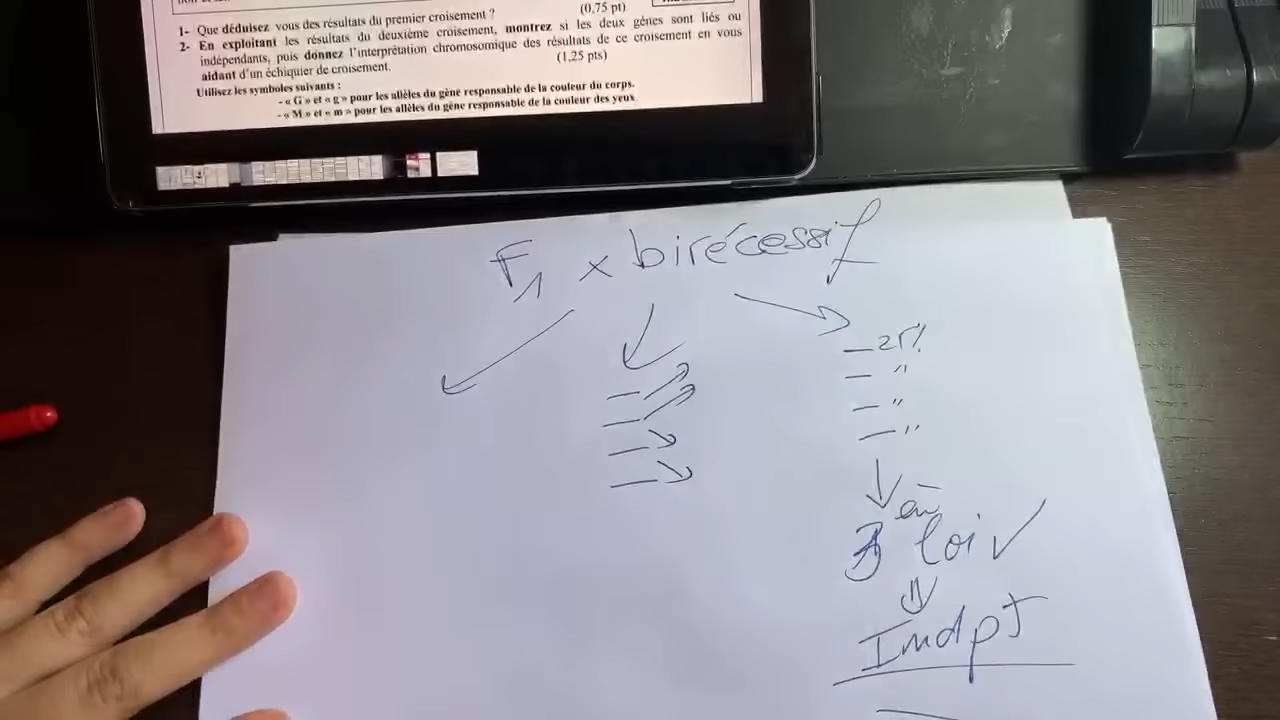 (0,75 pt)
1- Que déduisez vous des résultats du premier croisement ?
2- En exploitant les résultats du deuxième croisement, montrez si les deux gènes sont liés ou
indépendants, puis donnez l'interprétation chromosomique des résultats de ce croisement en vous
aidant d'un échiquier de croisement.
(1,25 pts)
Utilisez les symboles suivants :
- « G » et « g » pour les allèles du gène responsable de la couleur du corps.
- « M » et « m » pour les allèles du gène responsable de la couleur des yeux
F1 x birécessif
— 25%
— "
— "
— "
3 loi ✓
Indpt